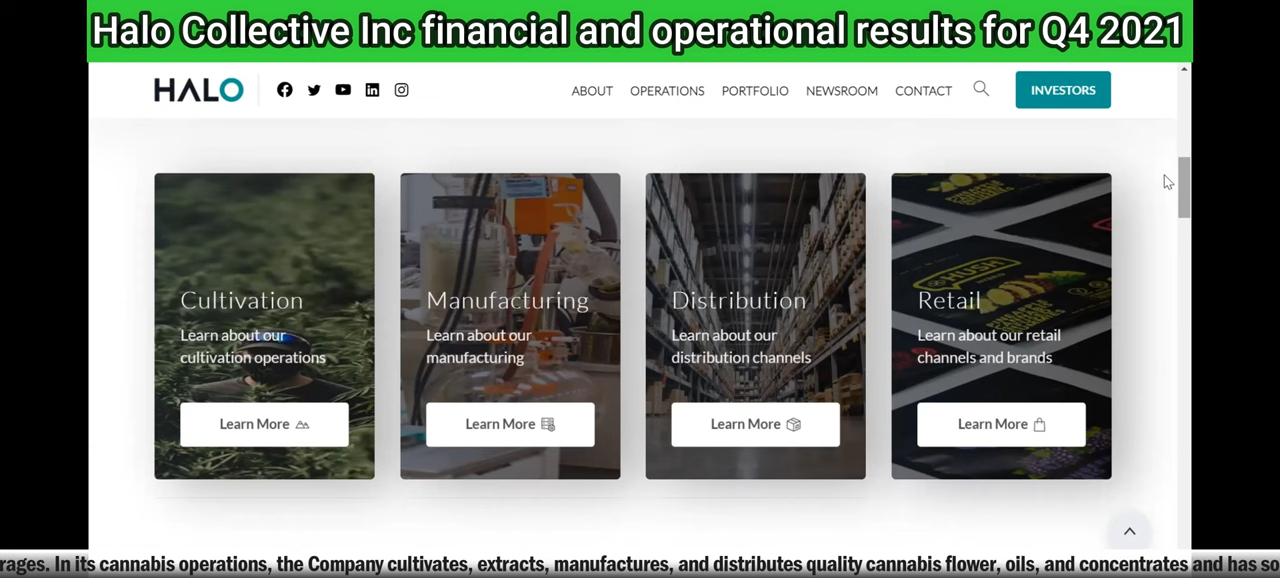 Halo Collective Inc financial and operational results for Q4 2021
HALO
ABOUT OPERATIONS PORTFOLIO NEWSROOM CONTACT INVESTORS
Cultivation
Learn about our
cultivation operations
Learn More
Manufacturing
Learn about our
manufacturing
Learn More
Distribution
Learn about our
distribution channels
Learn More
HUSH
Retail
Learn about our retail
channels and brands
Learn More
rages. In its cannabis operations, the Company cultivates, extracts, manufactures, and distributes quality cannabis flower, oils, and concentrates and has so